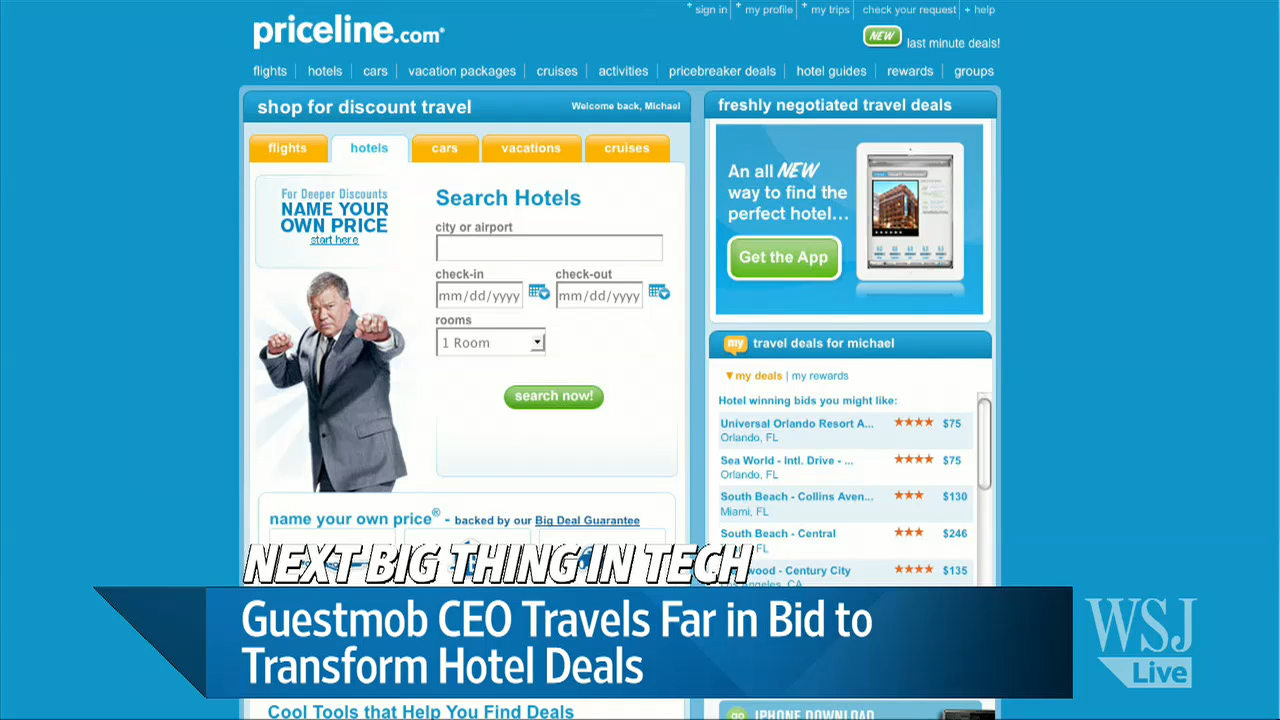 sign in
my profile
my trips
check your request
help
priceline.com®
NEW last minute deals!
flights hotels cars vacation packages cruises activities pricebreaker deals hotel guides rewards groups
shop for discount travel
Welcome back, Michael
flights hotels cars vacations cruises
For Deeper Discounts
NAME YOUR
OWN PRICE
start here
Search Hotels
city or airport
check-in check-out
mm/dd/yyyy mm/dd/yyyy
rooms
1 Room
search now!
name your own price® - backed by our Big Deal Guarantee
freshly negotiated travel deals
An all NEW
way to find the
perfect hotel...
Get the App
my travel deals for michael
my deals | my rewards
Hotel winning bids you might like:
Universal Orlando Resort A... $75
Orlando, FL
Sea World - Intl. Drive - ... $75
Orlando, FL
South Beach - Collins Aven... $130
Miami, FL
South Beach - Central $246
FL
wood - Century City $135
Los Angeles, CA
NEXT BIG THING IN TECH
Guestmob CEO Travels Far in Bid to
Transform Hotel Deals
WSJ
Live
Cool Tools that Help You Find Deals
go IPHONE DOWNLOAD